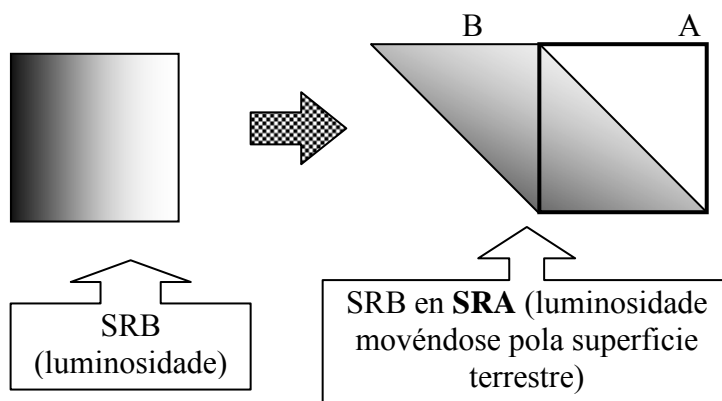 B
A
SRB
(luminosidade)
SRB en SRA (luminosidade
movéndose pola superficie
terrestre)